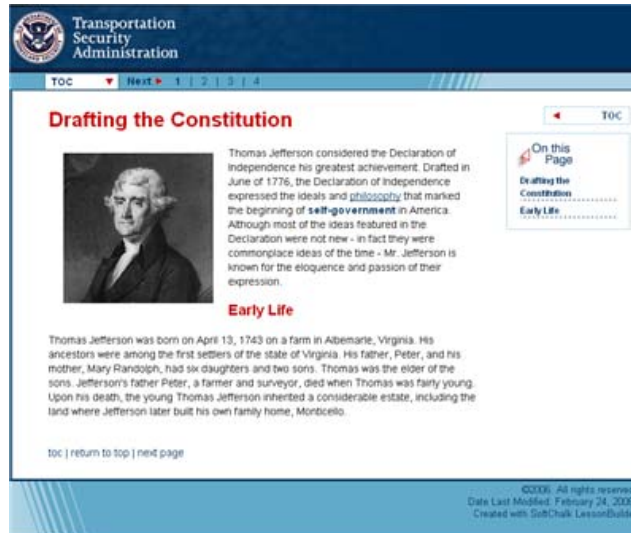 Transportation
Security
Administration
TOC Next 1 | 2 | 3 | 4
Drafting the Constitution
Thomas Jefferson considered the Declaration of
Independence his greatest achievement. Drafted in
June of 1776, the Declaration of Independence
expressed the ideals and philosophy that marked
the beginning of self-government in America.
Although most of the ideas featured in the
Declaration were not new - in fact they were
commonplace ideas of the time - Mr. Jefferson is
known for the eloquence and passion of their
expression.
Early Life
Thomas Jefferson was born on April 13, 1743 on a farm in Albemarle, Virginia. His
ancestors were among the first settlers of the state of Virginia. His father, Peter, and his
mother, Mary Randolph, had six daughters and two sons. Thomas was the elder of the
sons. Jefferson's father Peter, a farmer and surveyor, died when Thomas was fairly young.
Upon his death, the young Thomas Jefferson inherited a considerable estate, including the
land where Jefferson later built his own family home, Monticello.
toc | return to top | next page
TOC
On this
Page
Drafting the
Constitution
Early Life
©2006. All rights reserved
Date Last Modified: February 24, 2006
Created with SoftChalk LessonBuilde